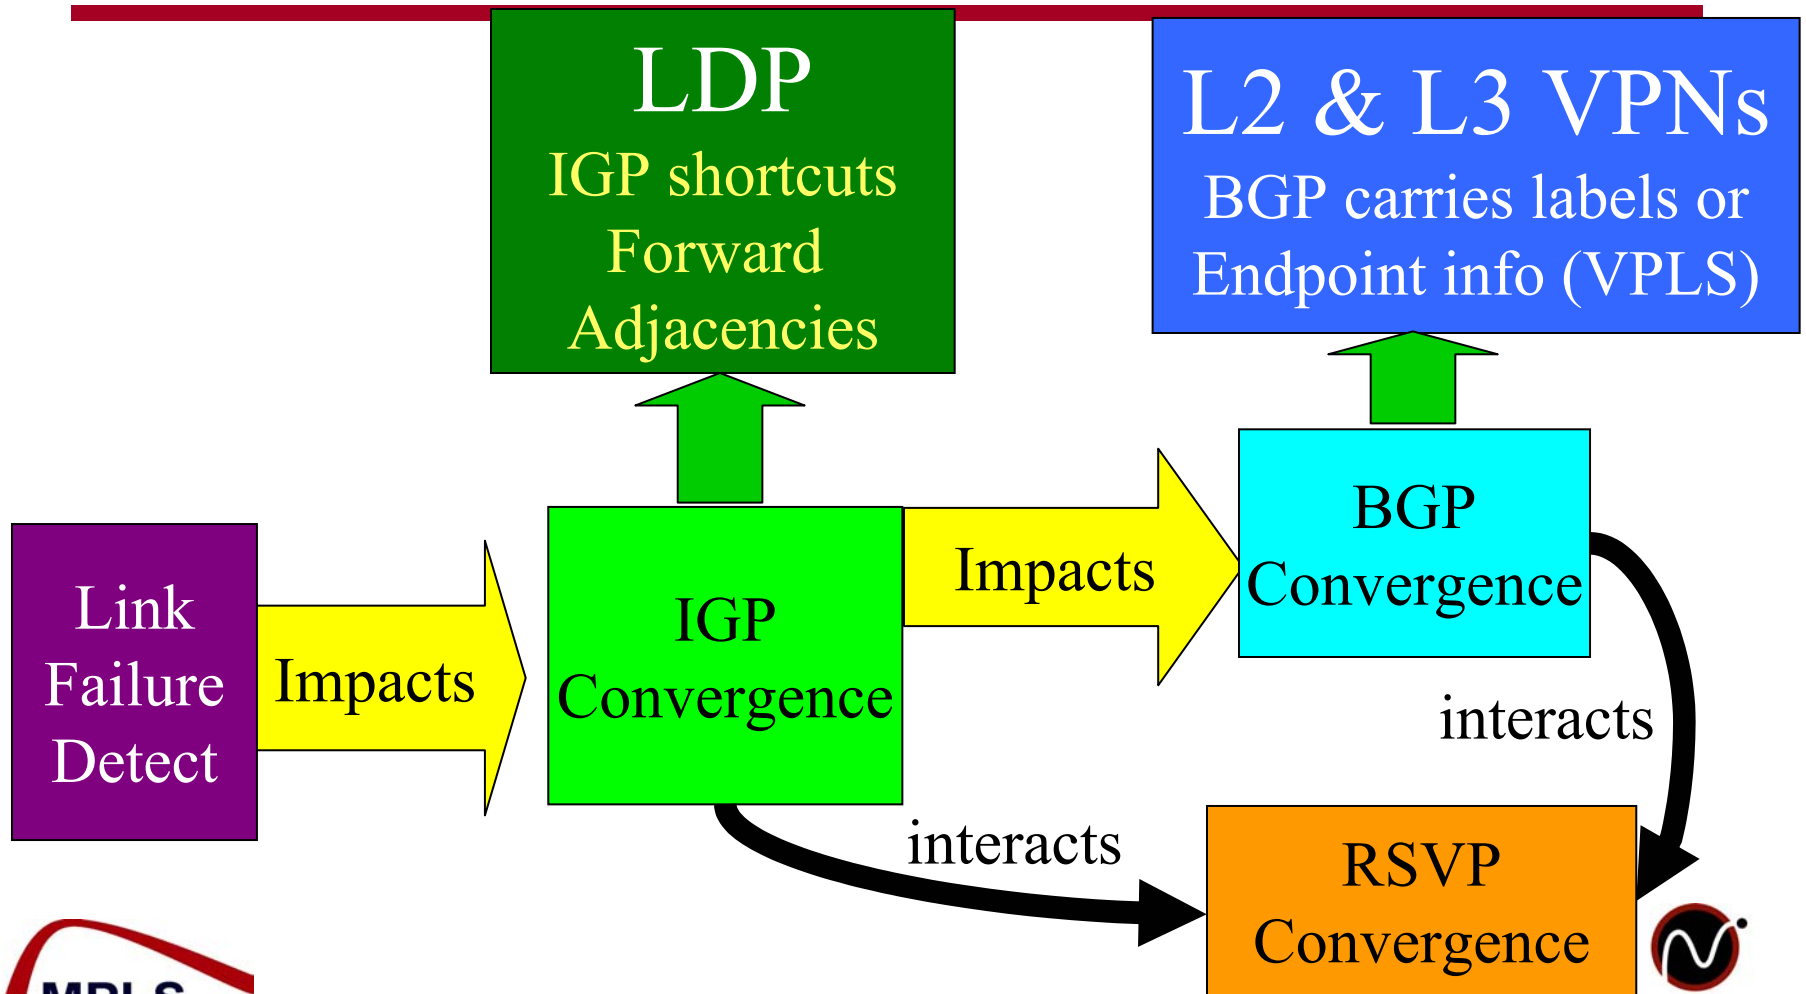 LDP
IGP shortcuts
Forward
Adjacencies
L2 & L3 VPNs
BGP carries labels or
Endpoint info (VPLS)
Link
Failure
Detect
Impacts
IGP
Convergence
Impacts
BGP
Convergence
interacts
interacts
RSVP
Convergence
MPLS